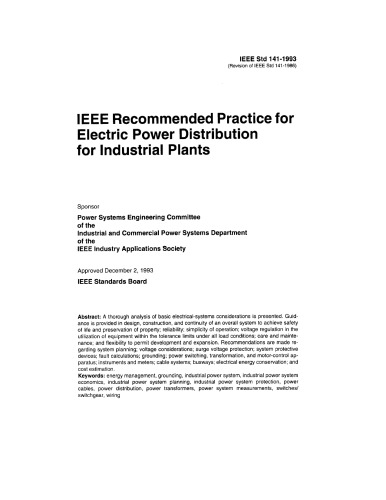 IEEE Std 141-1993
(Revision of IEEE Std 141-1986)
IEEE Recommended Practice for
Electric Power Distribution
for Industrial Plants
Sponsor
Power Systems Engineering Committee
of the
Industrial and Commercial Power Systems Department
of the
IEEE Industry Applications Society
Approved December 2, 1993
IEEE Standards Board
Abstract: A thorough analysis of basic electrical-systems considerations is presented. Guid-
ance is provided in design, construction, and continuity of an overall system to achieve safety
of life and preservation of property; reliability; simplicity of operation; voltage regulation in the
utilization of equipment within the tolerance limits under all load conditions; care and mainte-
nance; and flexibility to permit development and expansion. Recommendations are made re-
garding system planning; voltage considerations; surge voltage protection; system protective
devices; fault calculations; grounding; power switching, transformation, and motor-control ap-
paratus; instruments and meters; cable systems; busways; electrical energy conservation; and
cost estimation.
Keywords: energy management, grounding, industrial power system, industrial power system
economics, industrial power system planning, industrial power system protection, power
cables, power distribution, power transformers, power system measurements, switches/
switchgear, wiring